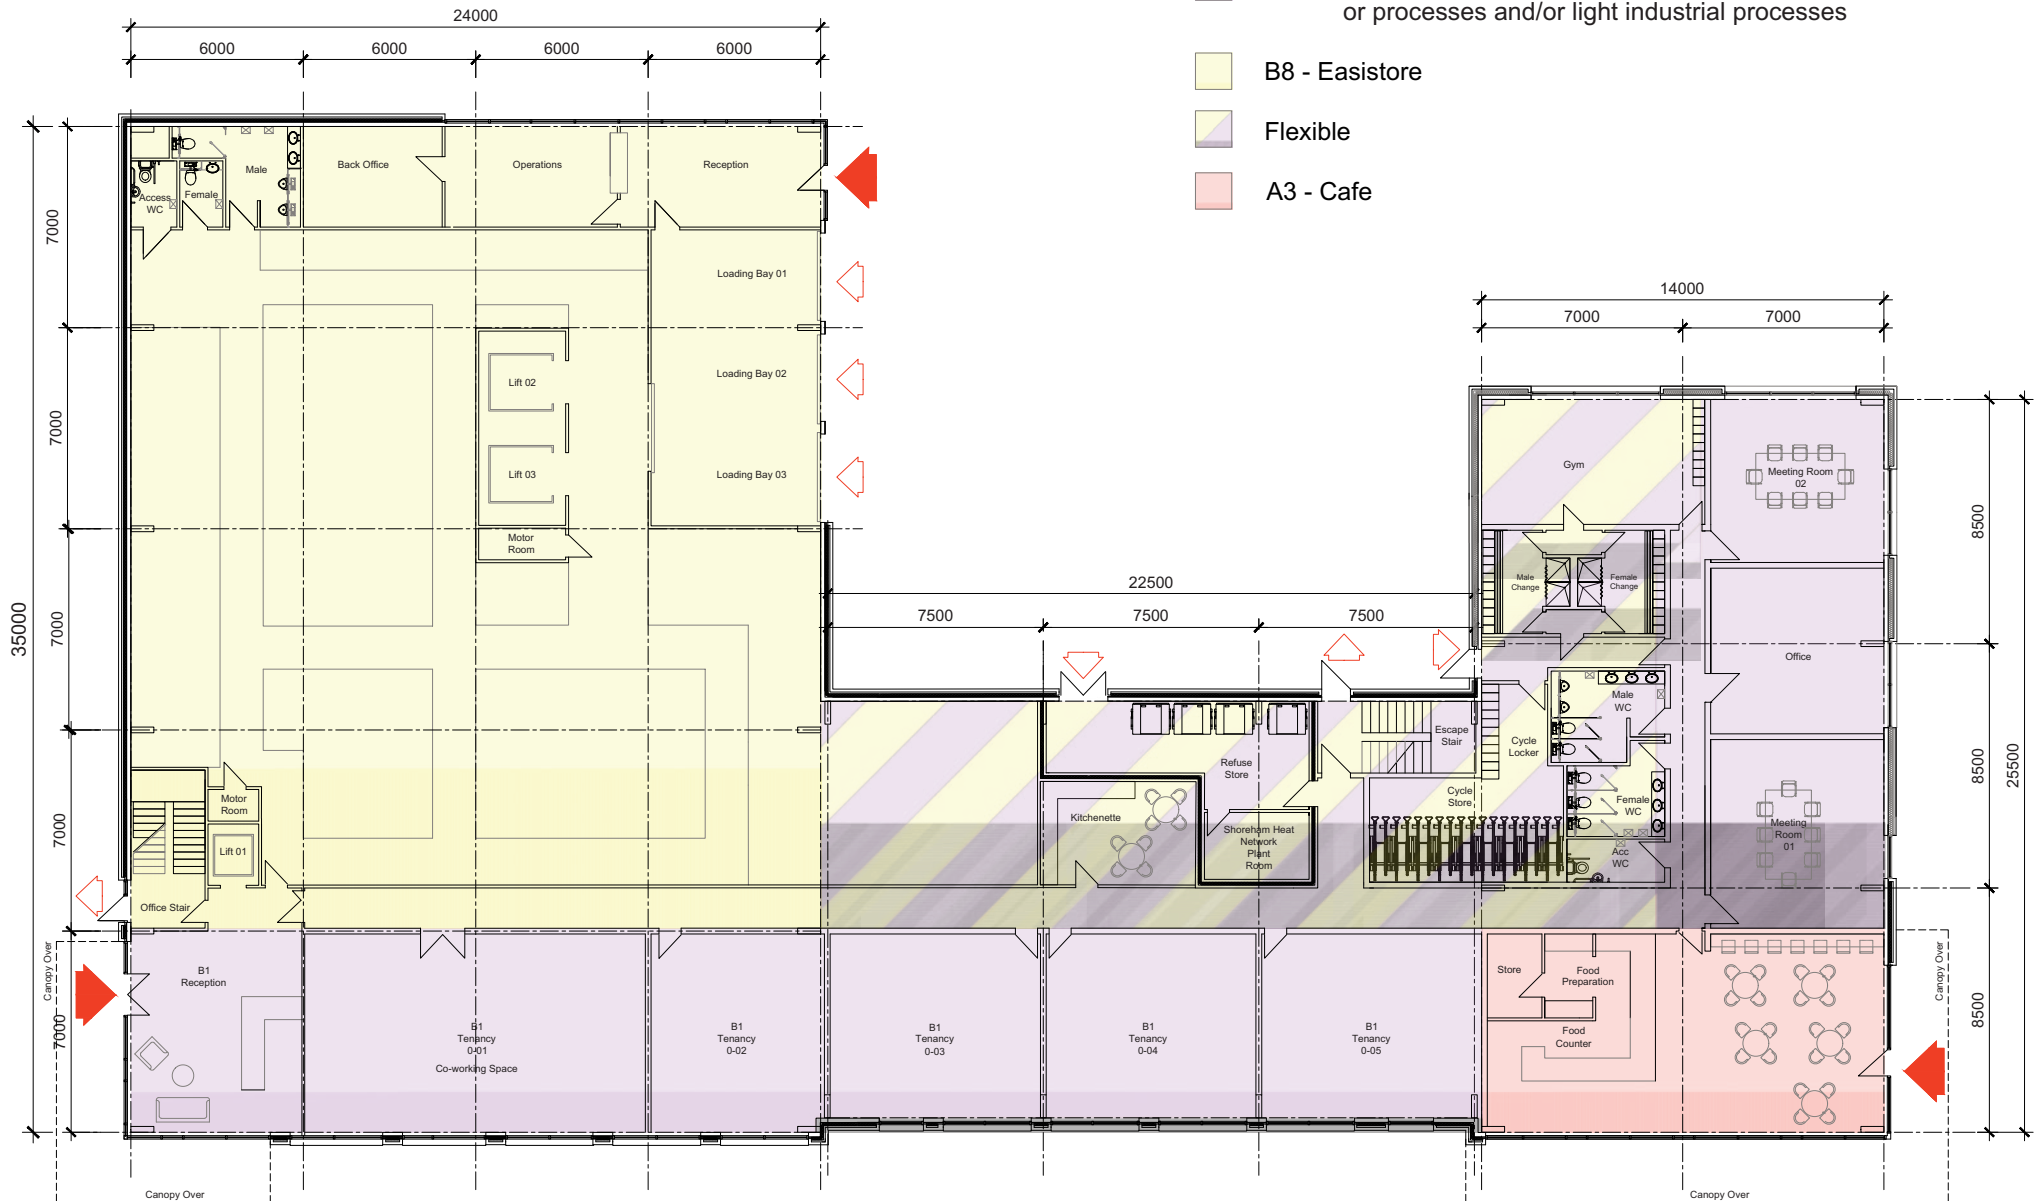 or processes and/or light industrial processes
B8 - Easistore
Flexible
A3 - Cafe
24000
6000
6000
6000
6000
35000
7000
7000
7000
7000
7000
Access
WC
Female
Male
Back Office
Operations
Reception
Loading Bay 01
Loading Bay 02
Loading Bay 03
Lift 02
Lift 03
Motor
Room
14000
7000
7000
22500
7500
7500
7500
8500
8500
8500
25500
Gym
Meeting Room
02
Male
Change
Female
Change
Office
Male
WC
Cycle
Locker
Escape
Stair
Refuse
Store
Cycle
Store
Female
WC
Acc
WC
Meeting
Room
01
Kitchenette
Shoreham Heat
Network
Plant
Room
Motor
Room
Lift 01
Office Stair
Canopy Over
B1
Reception
B1
Tenancy
0-01
Co-working Space
B1
Tenancy
0-02
B1
Tenancy
0-03
B1
Tenancy
0-04
B1
Tenancy
0-05
Store
Food
Preparation
Food
Counter
Canopy Over
Canopy Over
Canopy Over